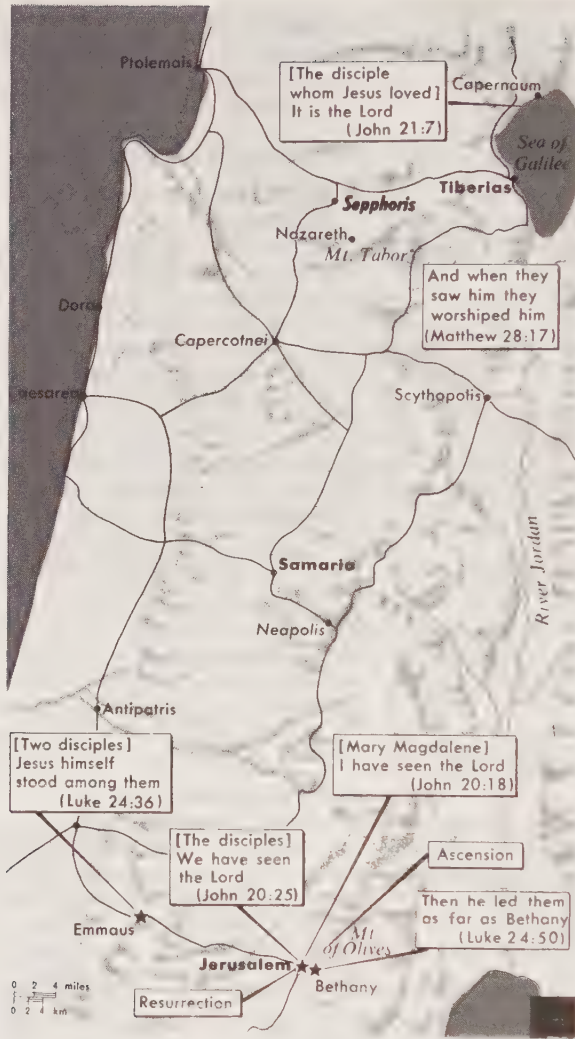 Ptolemais
[The disciple
whom Jesus loved]
It is the Lord
(John 21:7)
Capernaum
Sea of
Galilee
Tiberias
Sepphoris
Nazareth
Mt. Tabor
And when they
saw him they
worshiped him
(Matthew 28:17)
Dora
Capercotnei
Caesarea
Scythopolis
River Jordan
Samaria
Neapolis
Antipatris
[Two disciples]
Jesus himself
stood among them
(Luke 24:36)
[Mary Magdalene]
I have seen the Lord
(John 20:18)
[The disciples]
We have seen
the Lord
(John 20:25)
Ascension
Then he led them
as far as Bethany
(Luke 24:50)
Emmaus
Mt
of Olives
Jerusalem
Bethany
Resurrection
0 2 4 miles
0 2 4 km